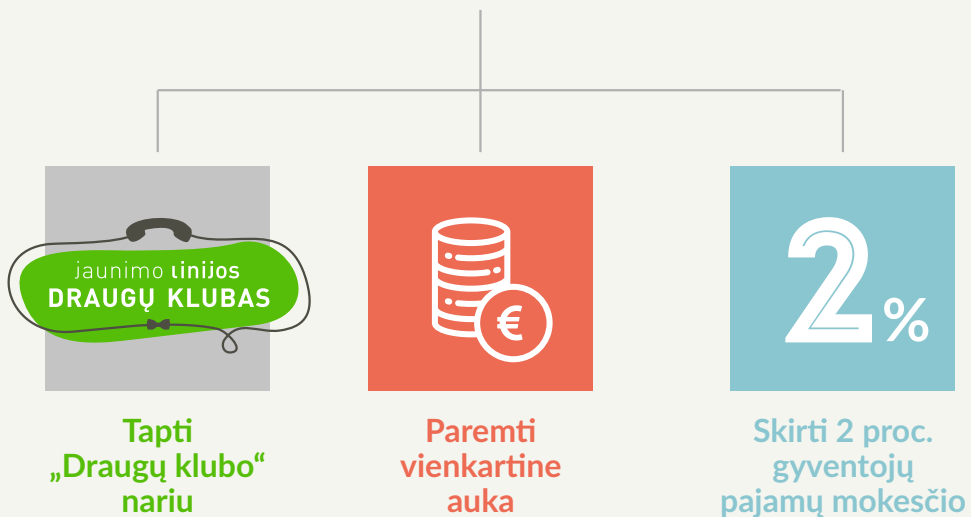 jaunimo linijos
DRAUGŲ KLUBAS
€
2%
Tapti
„Draugų klubo“
nariu
Paremti
vienkartine
auka
Skirti 2 proc.
gyventojų
pajamų mokesčio